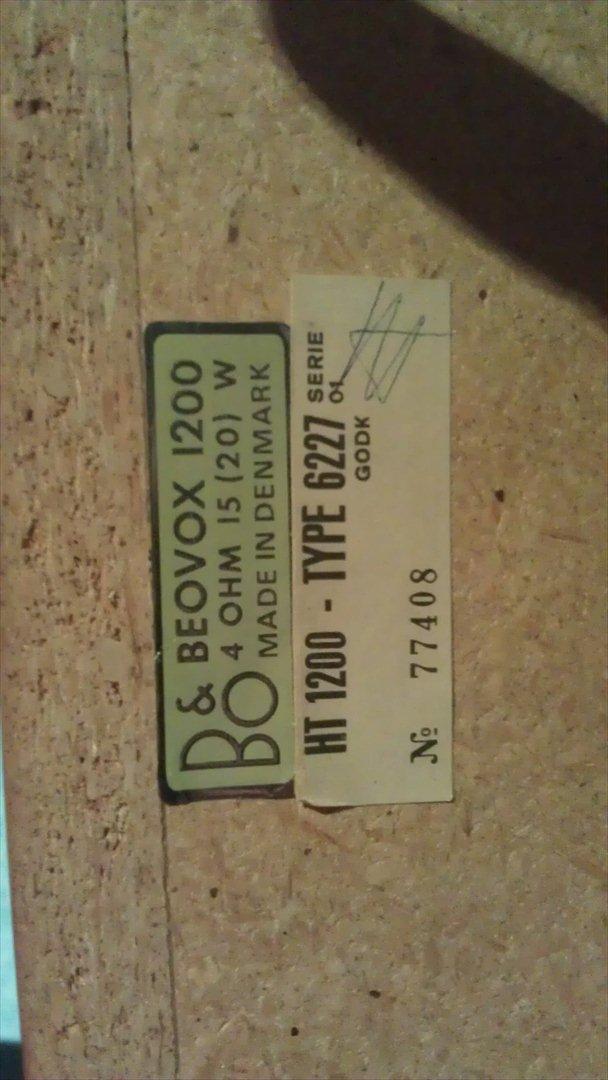 B&O BEOVOX 1200
4 OHM 15 (20) W
MADE IN DENMARK
HT 1200 - TYPE 6227 SERIE 01
GODK
№ 77408